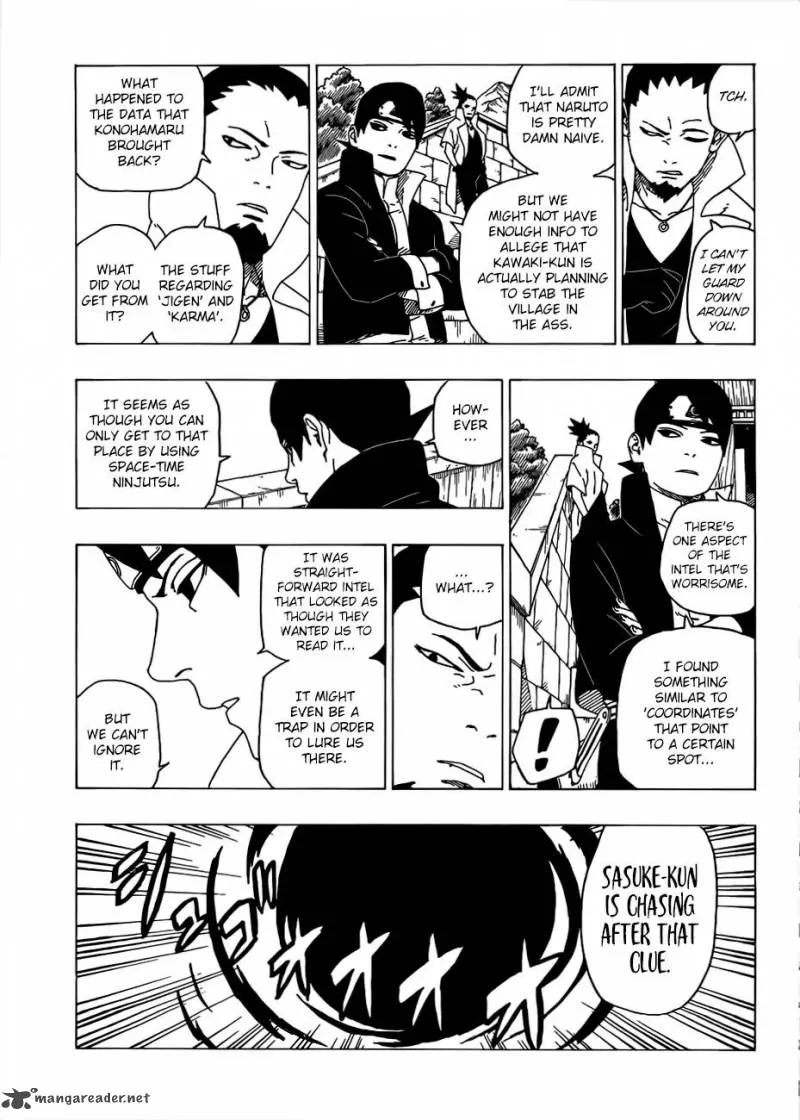 TCH.
I CAN'T
LET MY
GUARD
DOWN
AROUND
YOU.
I'LL ADMIT
THAT NARUTO
IS PRETTY
DAMN NAIVE.
BUT WE
MIGHT NOT HAVE
ENOUGH INFO TO
ALLEGE THAT
KAWAKI-KUN IS
ACTUALLY PLANNING
TO STAB THE
VILLAGE IN
THE ASS.
WHAT
HAPPENED TO
THE DATA THAT
KONOHAMARU
BROUGHT
BACK?
THE STUFF
REGARDING
'JIGEN' AND
'KARMA'.
WHAT
DID YOU
GET FROM
IT?
THERE'S
ONE ASPECT
OF THE
INTEL THAT'S
WORRISOME.
I FOUND
SOMETHING
SIMILAR TO
'COORDINATES'
THAT POINT
TO A CERTAIN
SPOT...
!
HOW-
EVER
...
IT SEEMS AS
THOUGH YOU CAN
ONLY GET TO THAT
PLACE BY USING
SPACE-TIME
NINJUTSU.
...
WHAT...?
IT WAS
STRAIGHT-
FORWARD INTEL
THAT LOOKED AS
THOUGH THEY
WANTED US TO
READ IT...
IT MIGHT
EVEN BE A
TRAP IN ORDER
TO LURE US
THERE.
BUT
WE CAN'T
IGNORE
IT.
SASUKE-KUN
IS CHASING
AFTER THAT
CLUE.
mangareader.net